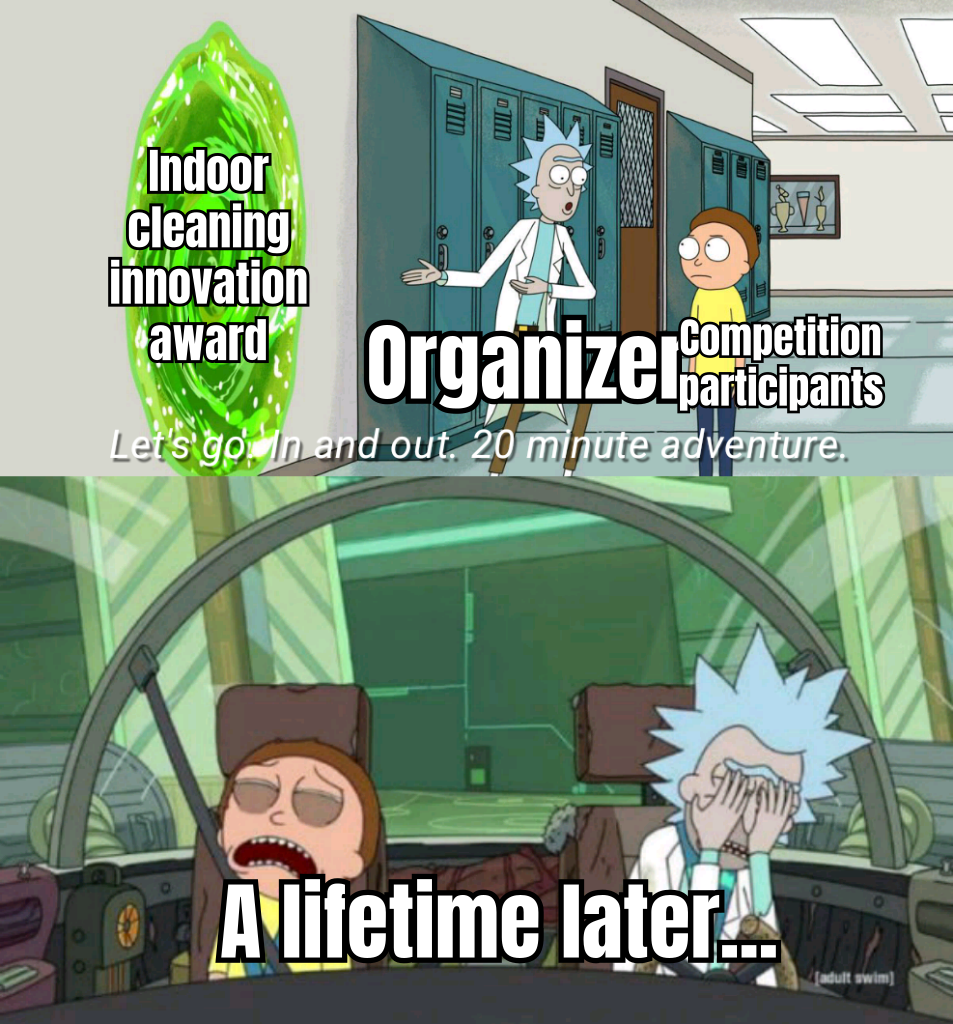 Indoor
cleaning
innovation
award
Organizer
Competition
participants
Let's go. In and out. 20 minute adventure.
A lifetime later...
[adult swim]